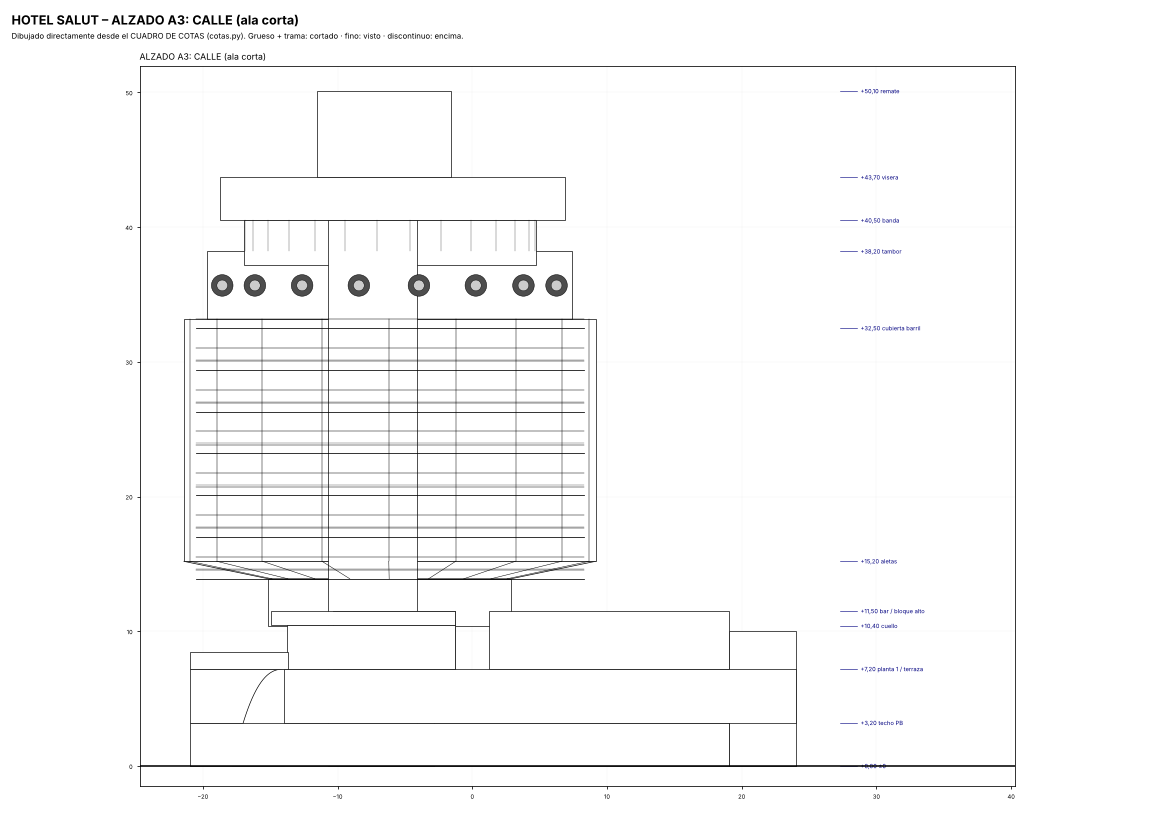 HOTEL SALUT – ALZADO A3: CALLE (ala corta)
Dibujado directamente desde el CUADRO DE COTAS (cotas.py). Grueso + trama: cortado · fino: visto · discontinuo: encima.
ALZADO A3: CALLE (ala corta)
50
+50,10 remate
+43,70 visera
+40,50 banda
40
+38,20 tambor
+32,50 cubierta barril
30
20
+15,20 aletas
+11,50 bar / bloque alto
+10,40 cuello
10
+7,20 planta 1 / terraza
+3,20 techo PB
0
−20
−10
0
10
20
30
40